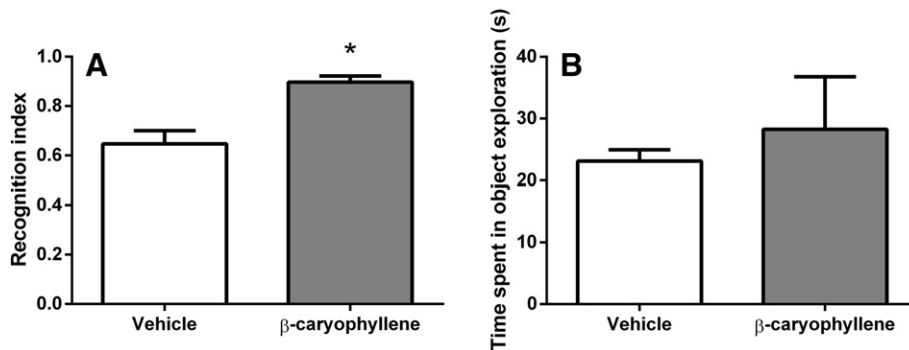 A
*
Recognition index
1.0
0.8
0.6
0.4
0.2
0.0
Vehicle
β-caryophyllene
B
Time spent in object exploration (s)
40
30
20
10
0
Vehicle
β-caryophyllene